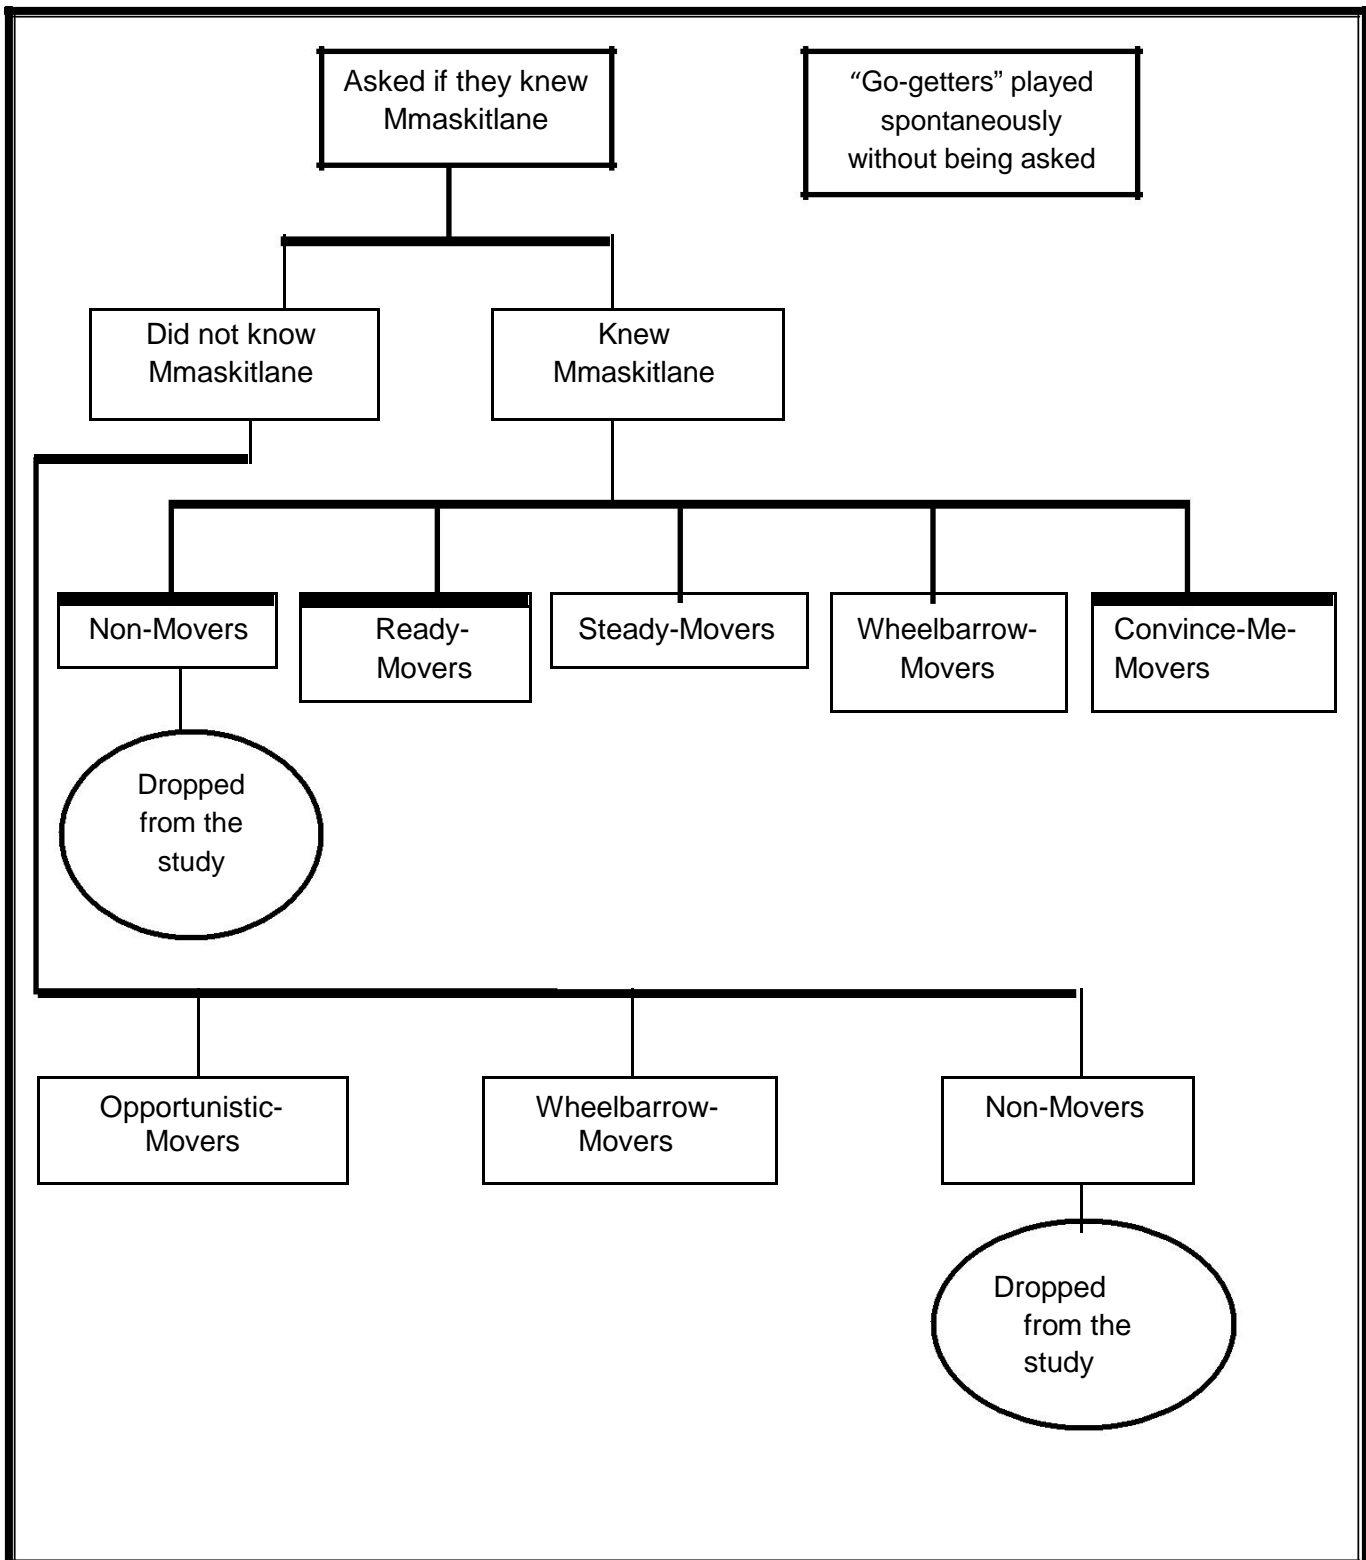 Asked if they knew
Mmaskitlane
“Go-getters” played
spontaneously
without being asked
Did not know
Mmaskitlane
Knew
Mmaskitlane
Non-Movers
Ready-
Movers
Steady-Movers
Wheelbarrow-
Movers
Convince-Me-
Movers
Dropped
from the
study
Opportunistic-
Movers
Wheelbarrow-
Movers
Non-Movers
Dropped
from the
study